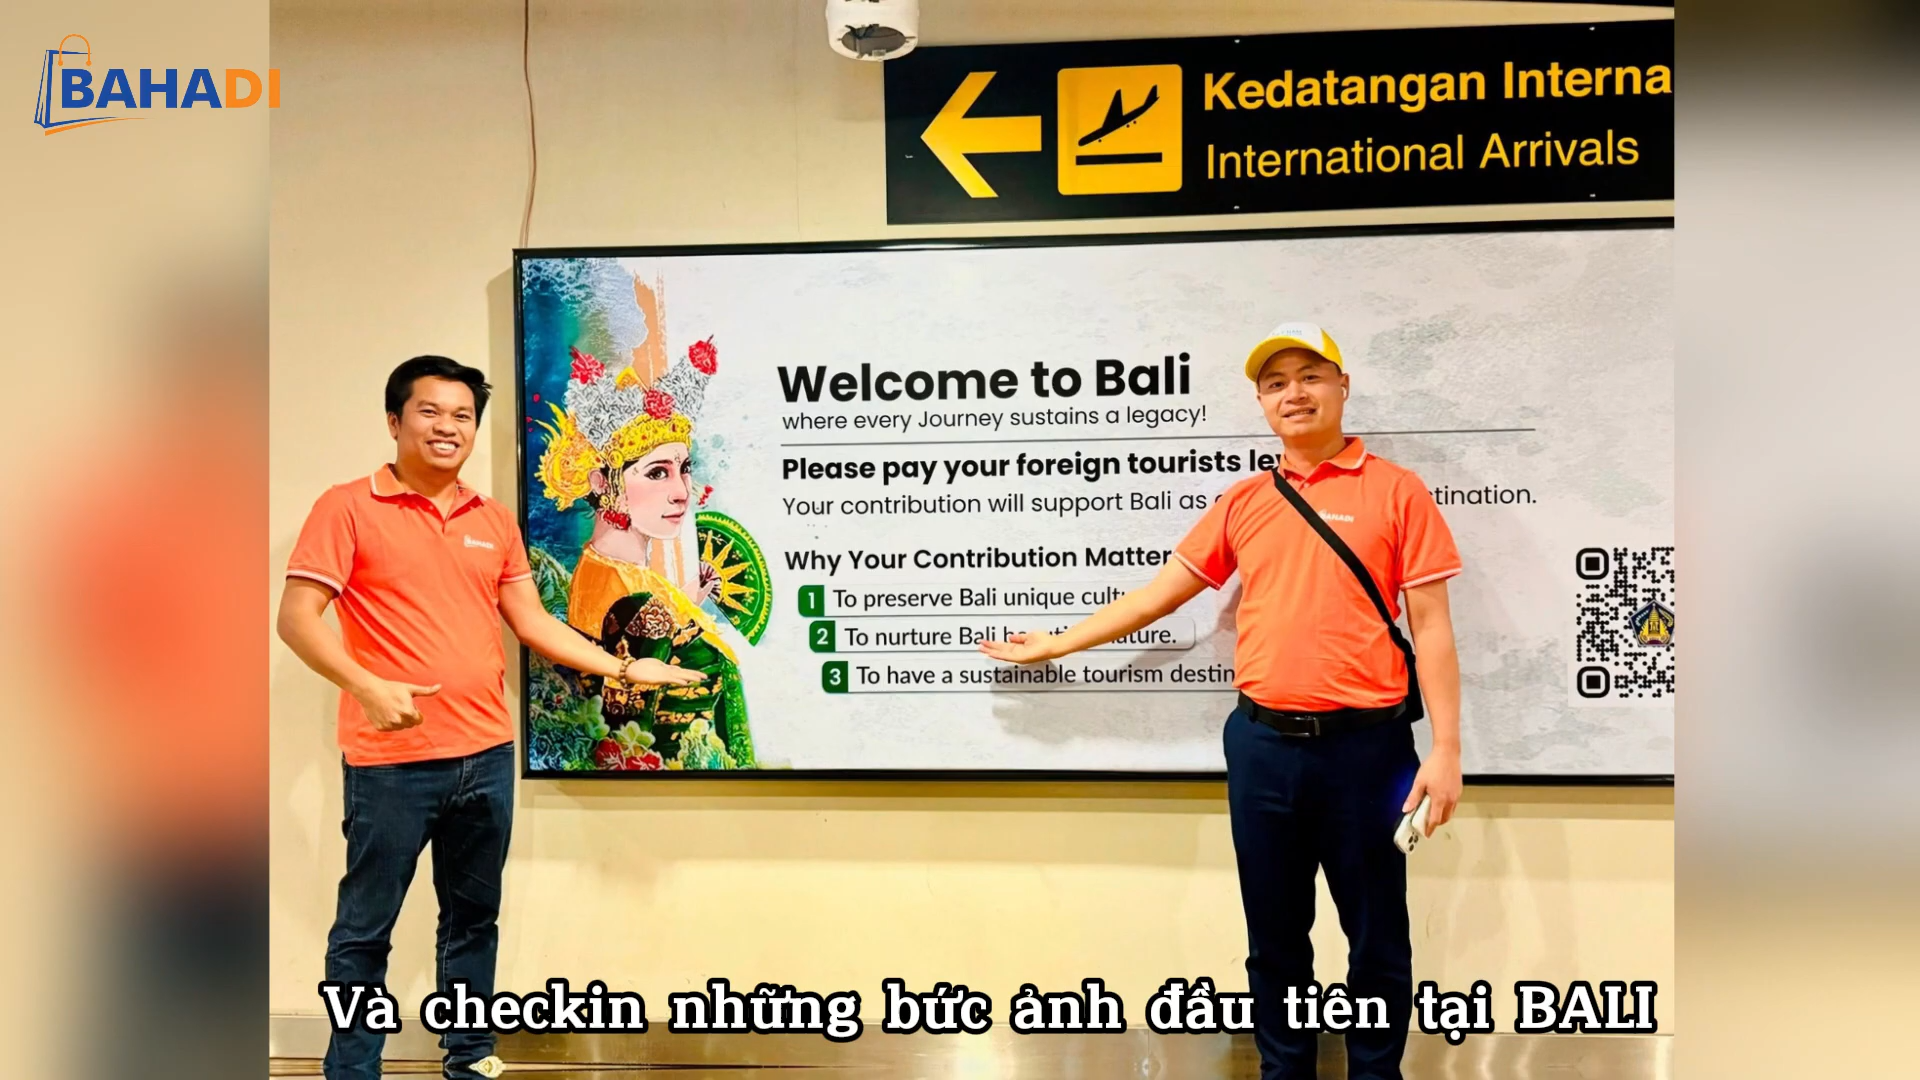 BAHADI
Kedatangan Interna
International Arrivals
Welcome to Bali
where every Journey sustains a legacy!
Please pay your foreign tourists
Your contribution will support Bali as
tination.
Why Your Contribution Matter
1 To preserve Bali unique
2 To nurture Bali
ature.
3 To have a sustainable tourism destin
BAHADI
BAHADI
Và checkin những bức ảnh đầu tiên tại BALI